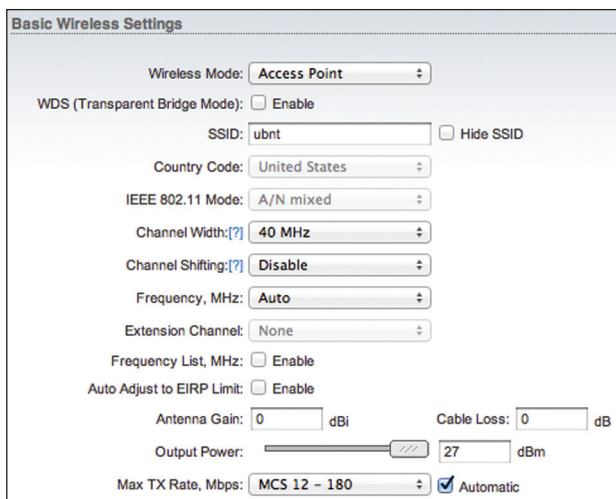 Basic Wireless Settings
Wireless Mode: Access Point
WDS (Transparent Bridge Mode): Enable
SSID: ubnt Hide SSID
Country Code: United States
IEEE 802.11 Mode: A/N mixed
Channel Width:[?] 40 MHz
Channel Shifting:[?] Disable
Frequency, MHz: Auto
Extension Channel: None
Frequency List, MHz: Enable
Auto Adjust to EIRP Limit: Enable
Antenna Gain: 0 dBi Cable Loss: 0 dB
Output Power: 27 dBm
Max TX Rate, Mbps: MCS 12 – 180 Automatic